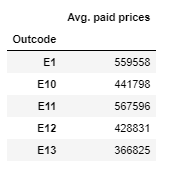 Avg. paid prices
Outcode
E1 559558
E10 441798
E11 567596
E12 428831
E13 366825